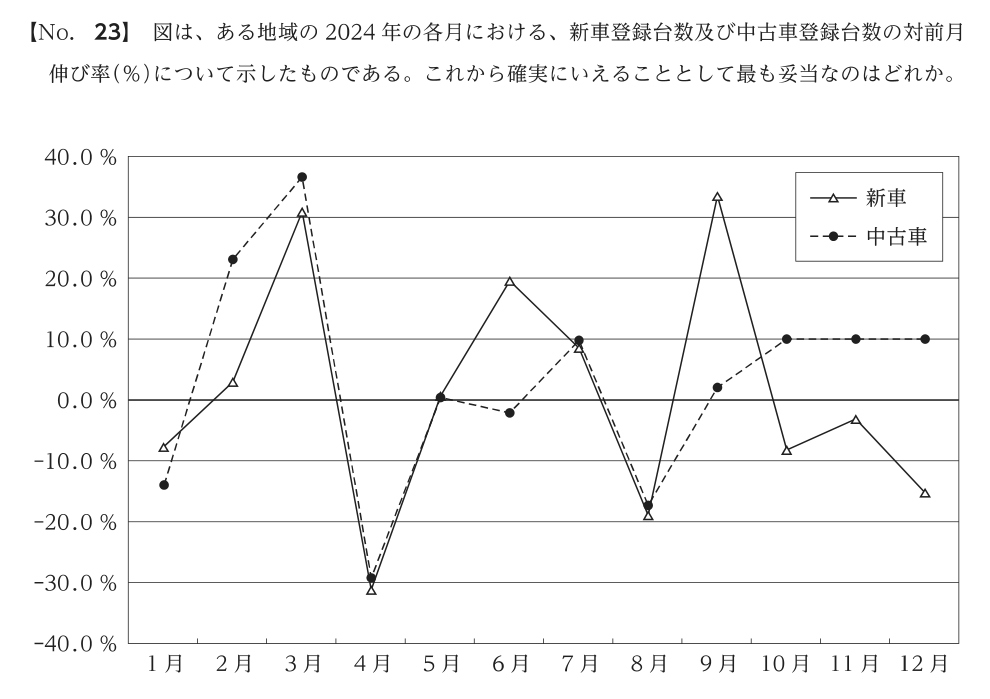 【No. 23】 図は、ある地域の 2024 年の各月における、新車登録台数及び中古車登録台数の対前月
伸び率(%)について示したものである。これから確実にいえることとして最も妥当なのはどれか。
40.0 %
30.0 %
20.0 %
10.0 %
0.0 %
-10.0 %
-20.0 %
-30.0 %
-40.0 %
新車
中古車
1 月 2 月 3 月 4 月 5 月 6 月 7 月 8 月 9 月 10 月 11 月 12 月